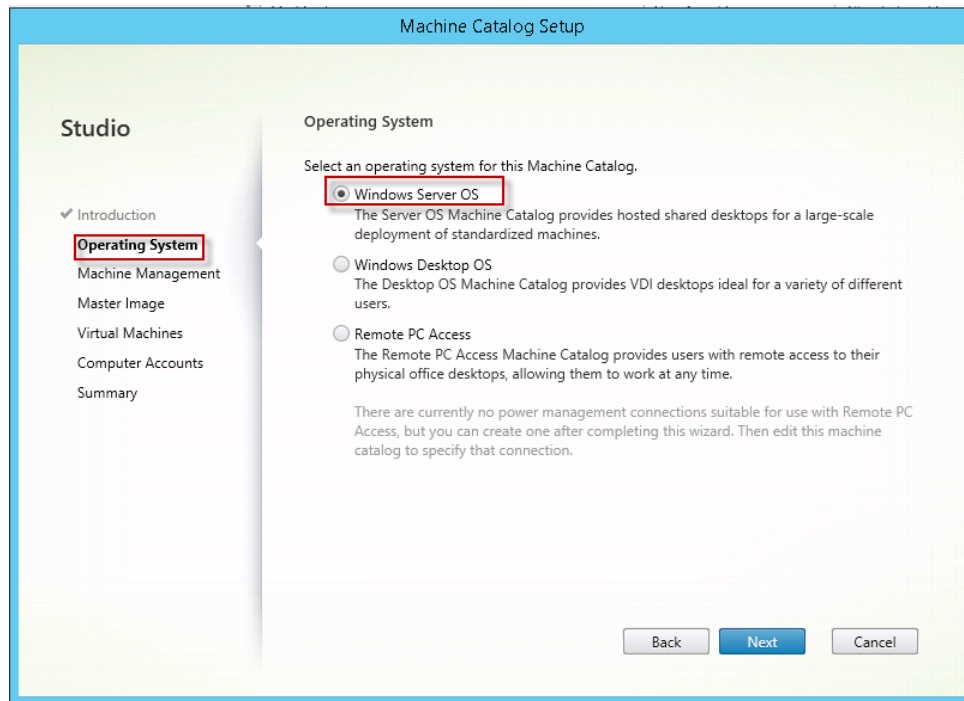 Machine Catalog Setup
Studio
Introduction
Operating System
Machine Management
Master Image
Virtual Machines
Computer Accounts
Summary
Operating System
Select an operating system for this Machine Catalog.
Windows Server OS
The Server OS Machine Catalog provides hosted shared desktops for a large-scale
deployment of standardized machines.
Windows Desktop OS
The Desktop OS Machine Catalog provides VDI desktops ideal for a variety of different
users.
Remote PC Access
The Remote PC Access Machine Catalog provides users with remote access to their
physical office desktops, allowing them to work at any time.
There are currently no power management connections suitable for use with Remote PC
Access, but you can create one after completing this wizard. Then edit this machine
catalog to specify that connection.
Back
Next
Cancel